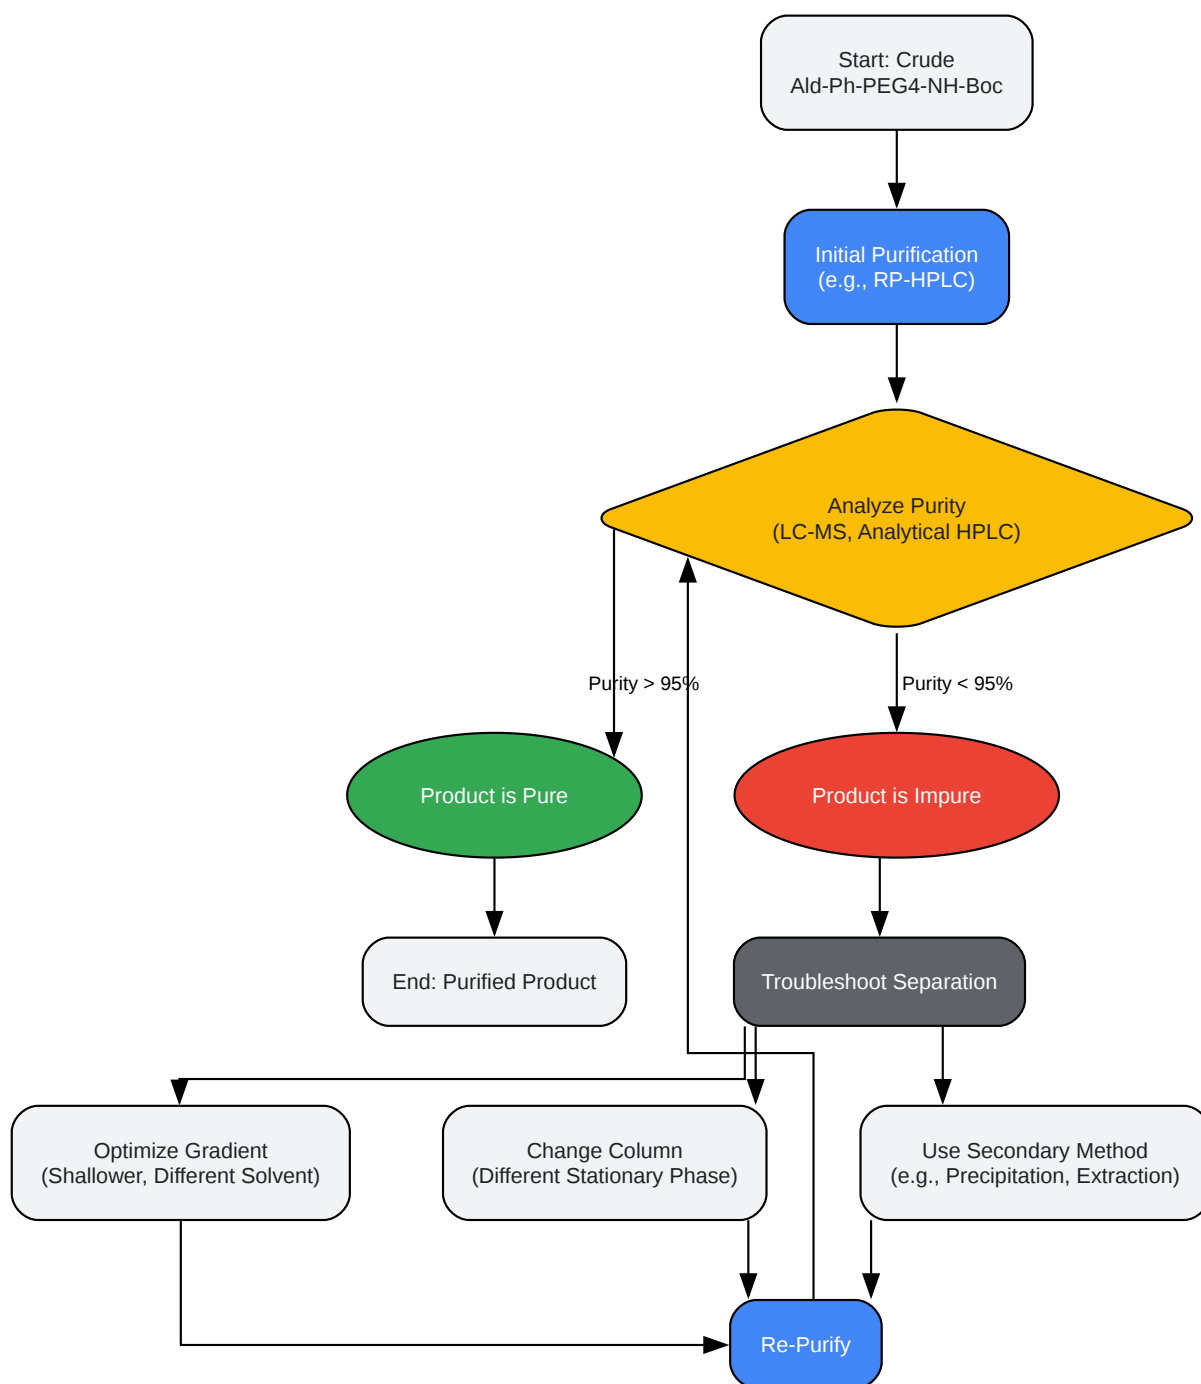 Start: Crude
Ald-Ph-PEG4-NH-Boc
Initial Purification
(e.g., RP-HPLC)
Analyze Purity
(LC-MS, Analytical HPLC)
Purity > 95%
Purity < 95%
Product is Pure
Product is Impure
End: Purified Product
Troubleshoot Separation
Optimize Gradient
(Shallower, Different Solvent)
Change Column
(Different Stationary Phase)
Use Secondary Method
(e.g., Precipitation, Extraction)
Re-Purify